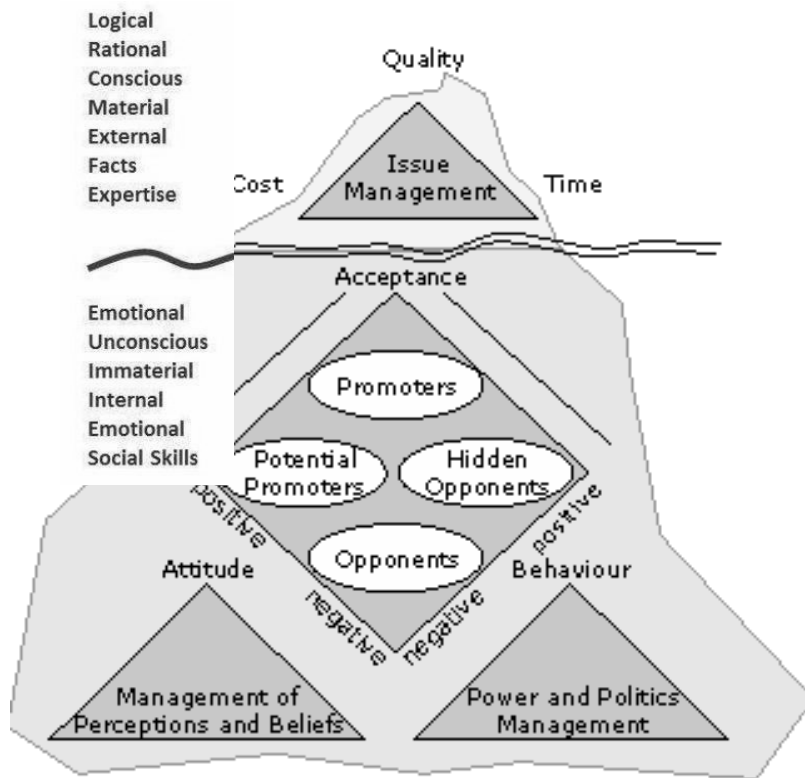 Logical
Rational
Conscious
Material
External
Facts
Expertise
Quality
Issue
Management
Cost
Time
Acceptance
Emotional
Unconscious
Immaterial
Internal
Emotional
Social Skills
Promoters
Potential
Promoters
Hidden
Opponents
Opponents
positive
positive
negative
negative
Attitude
Behaviour
Management of
Perceptions and Beliefs
Power and Politics
Management